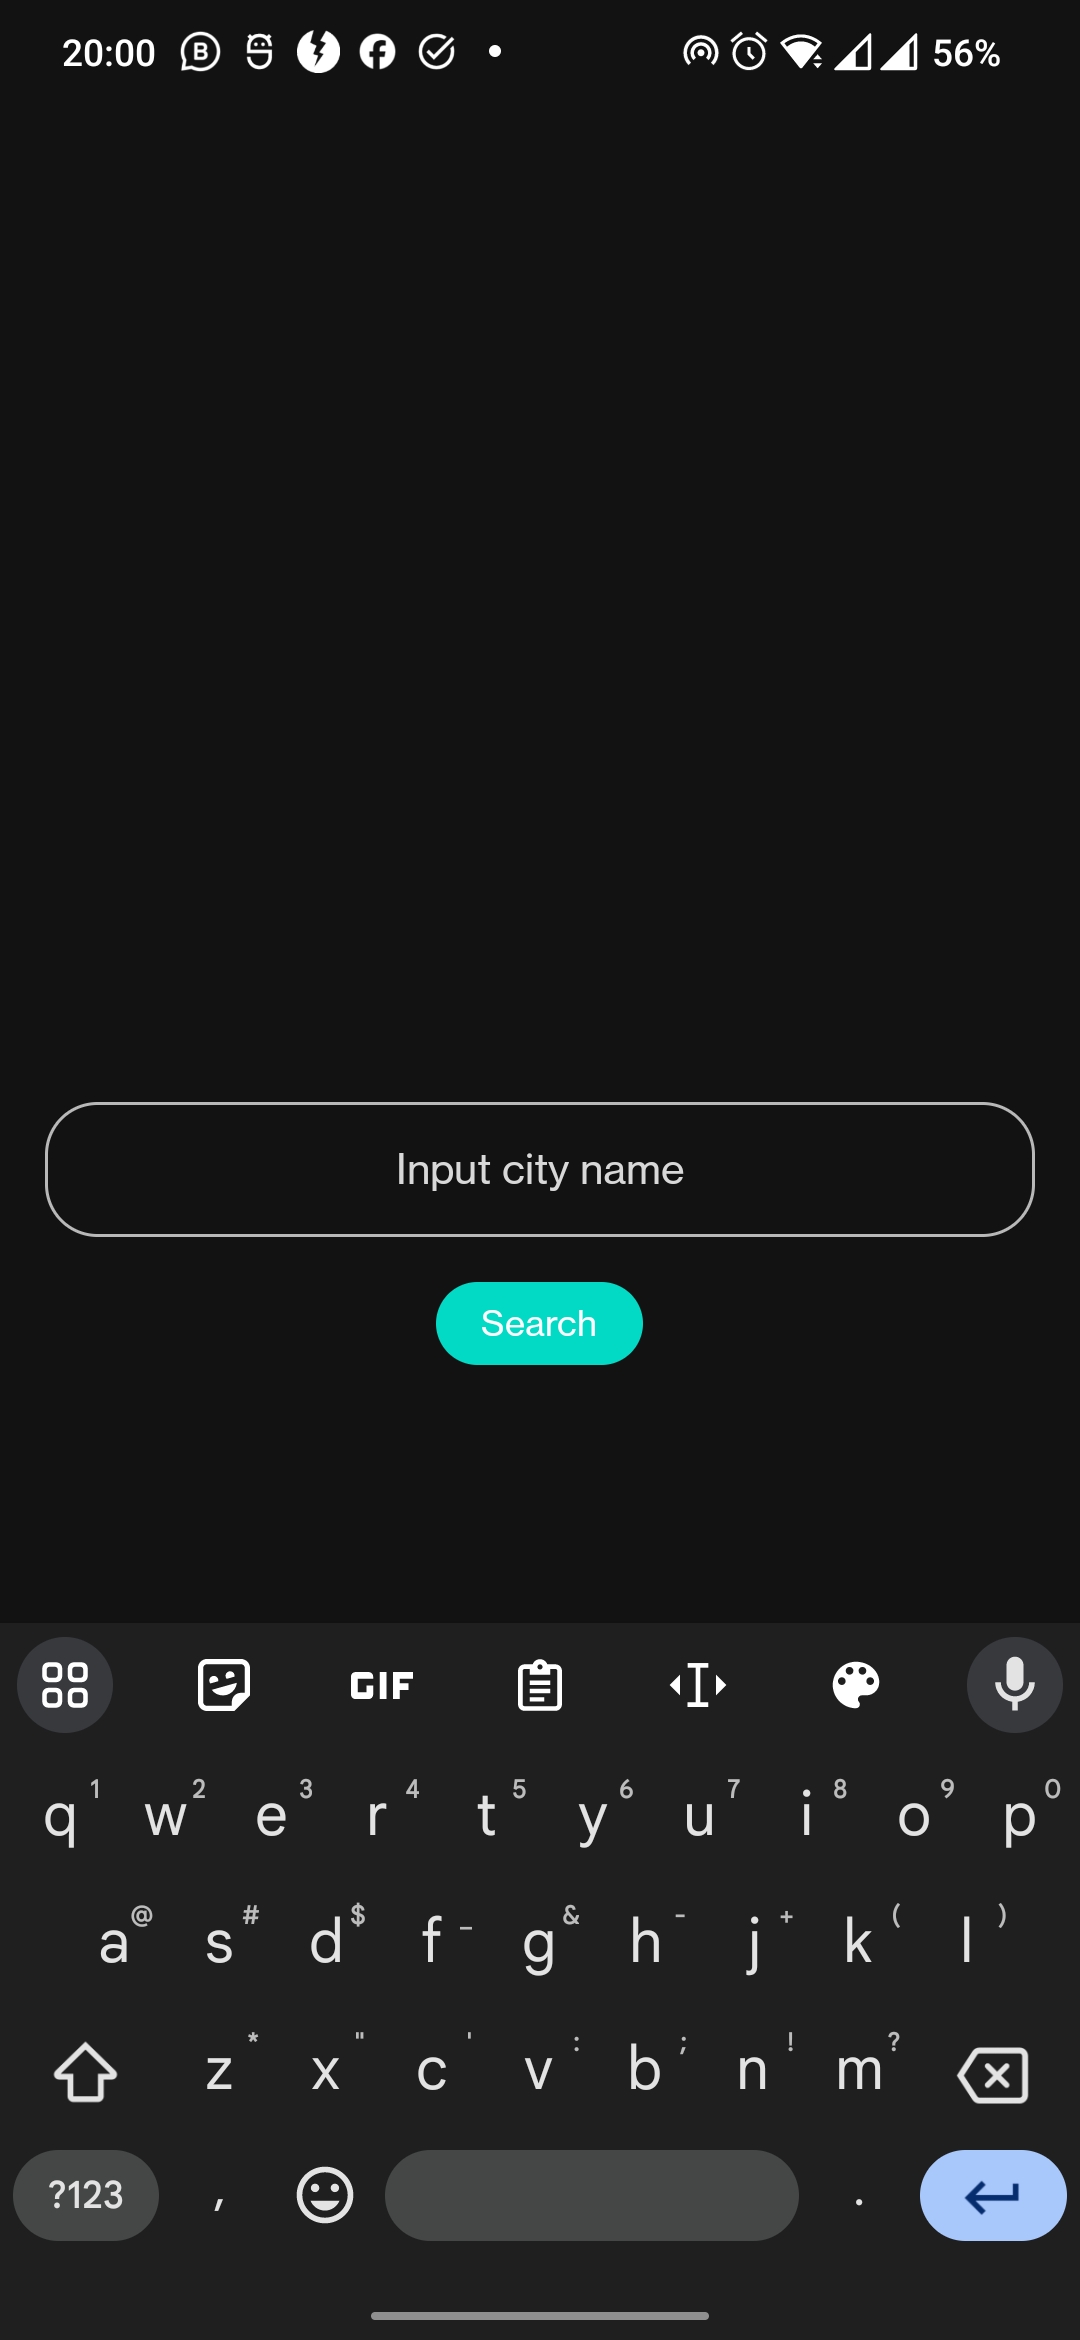 20:00 B 56%
Input city name
Search
GIF
q 1 w 2 e 3 r 4 t 5 y 6 u 7 i 8 o 9 p 0
a @ s # d $ f _ g & h - j + k ( l )
z * x " c ' v : b ; n ! m ?
?123 , .